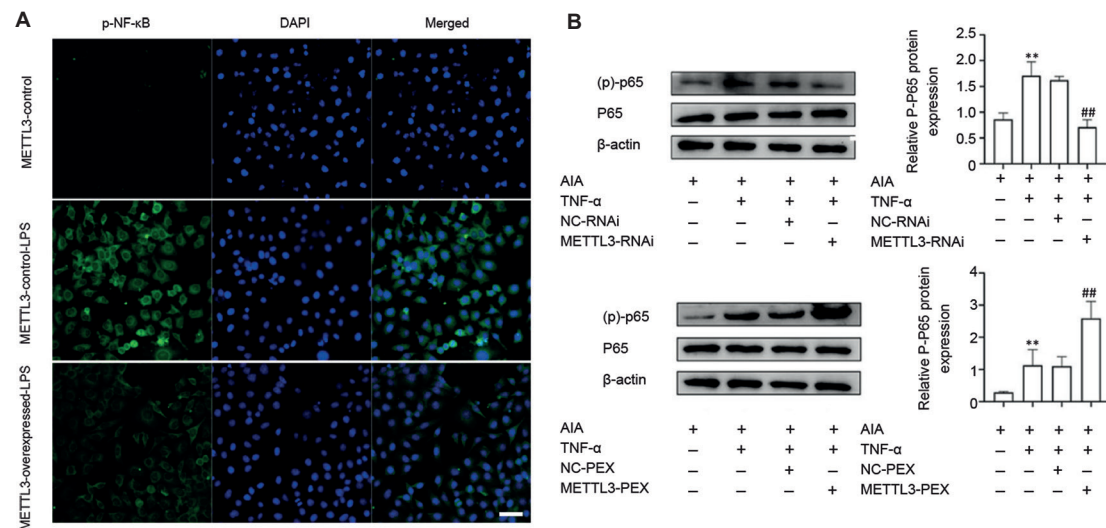 A
p-NF-κB DAPI Merged
METTL3-control
METTL3-control-LPS
METTL3-overexpressed-LPS
B
(p)-p65
P65
β-actin
AIA + + + +
TNF-α – + + +
NC-RNAi – – + –
METTL3-RNAi – – – +
Relative P-P65 protein
expression
2.5
2.0
1.5
1.0
0.5
0.0
**
##
AIA + + + +
TNF-α – + + +
NC-RNAi – – + –
METTL3-RNAi – – – +
(p)-p65
P65
β-actin
AIA + + + +
TNF-α – + + +
NC-PEX – – + –
METTL3-PEX – – – +
Relative P-P65 protein
expression
4
3
2
1
0
**
##
AIA + + + +
TNF-α – + + +
NC-PEX – – + –
METTL3-PEX – – – +